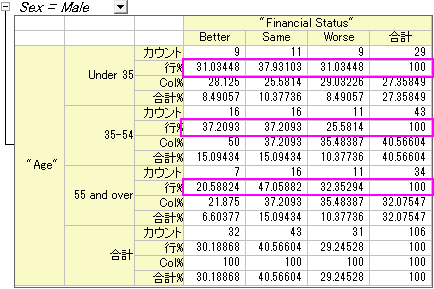 Sex = Male
"Financial Status"
Better Same Worse 合計
"Age" Under 35 カウント 9 11 9 29
行% 31.03448 37.93103 31.03448 100
Col% 28.125 25.5814 29.03226 27.35849
合計% 8.49057 10.37736 8.49057 27.35849
35-54 カウント 16 16 11 43
行% 37.2093 37.2093 25.5814 100
Col% 50 37.2093 35.48387 40.56604
合計% 15.09434 15.09434 10.37736 40.56604
55 and over カウント 7 16 11 34
行% 20.58824 47.05882 32.35294 100
Col% 21.875 37.2093 35.48387 32.07547
合計% 6.60377 15.09434 10.37736 32.07547
合計 カウント 32 43 31 106
行% 30.18868 40.56604 29.24528 100
Col% 100 100 100 100
合計% 30.18868 40.56604 29.24528 100